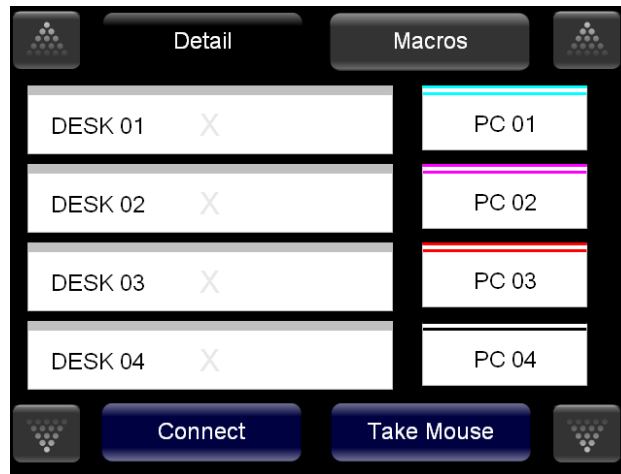 Detail Macros
DESK 01 X PC 01
DESK 02 X PC 02
DESK 03 X PC 03
DESK 04 X PC 04
Connect Take Mouse